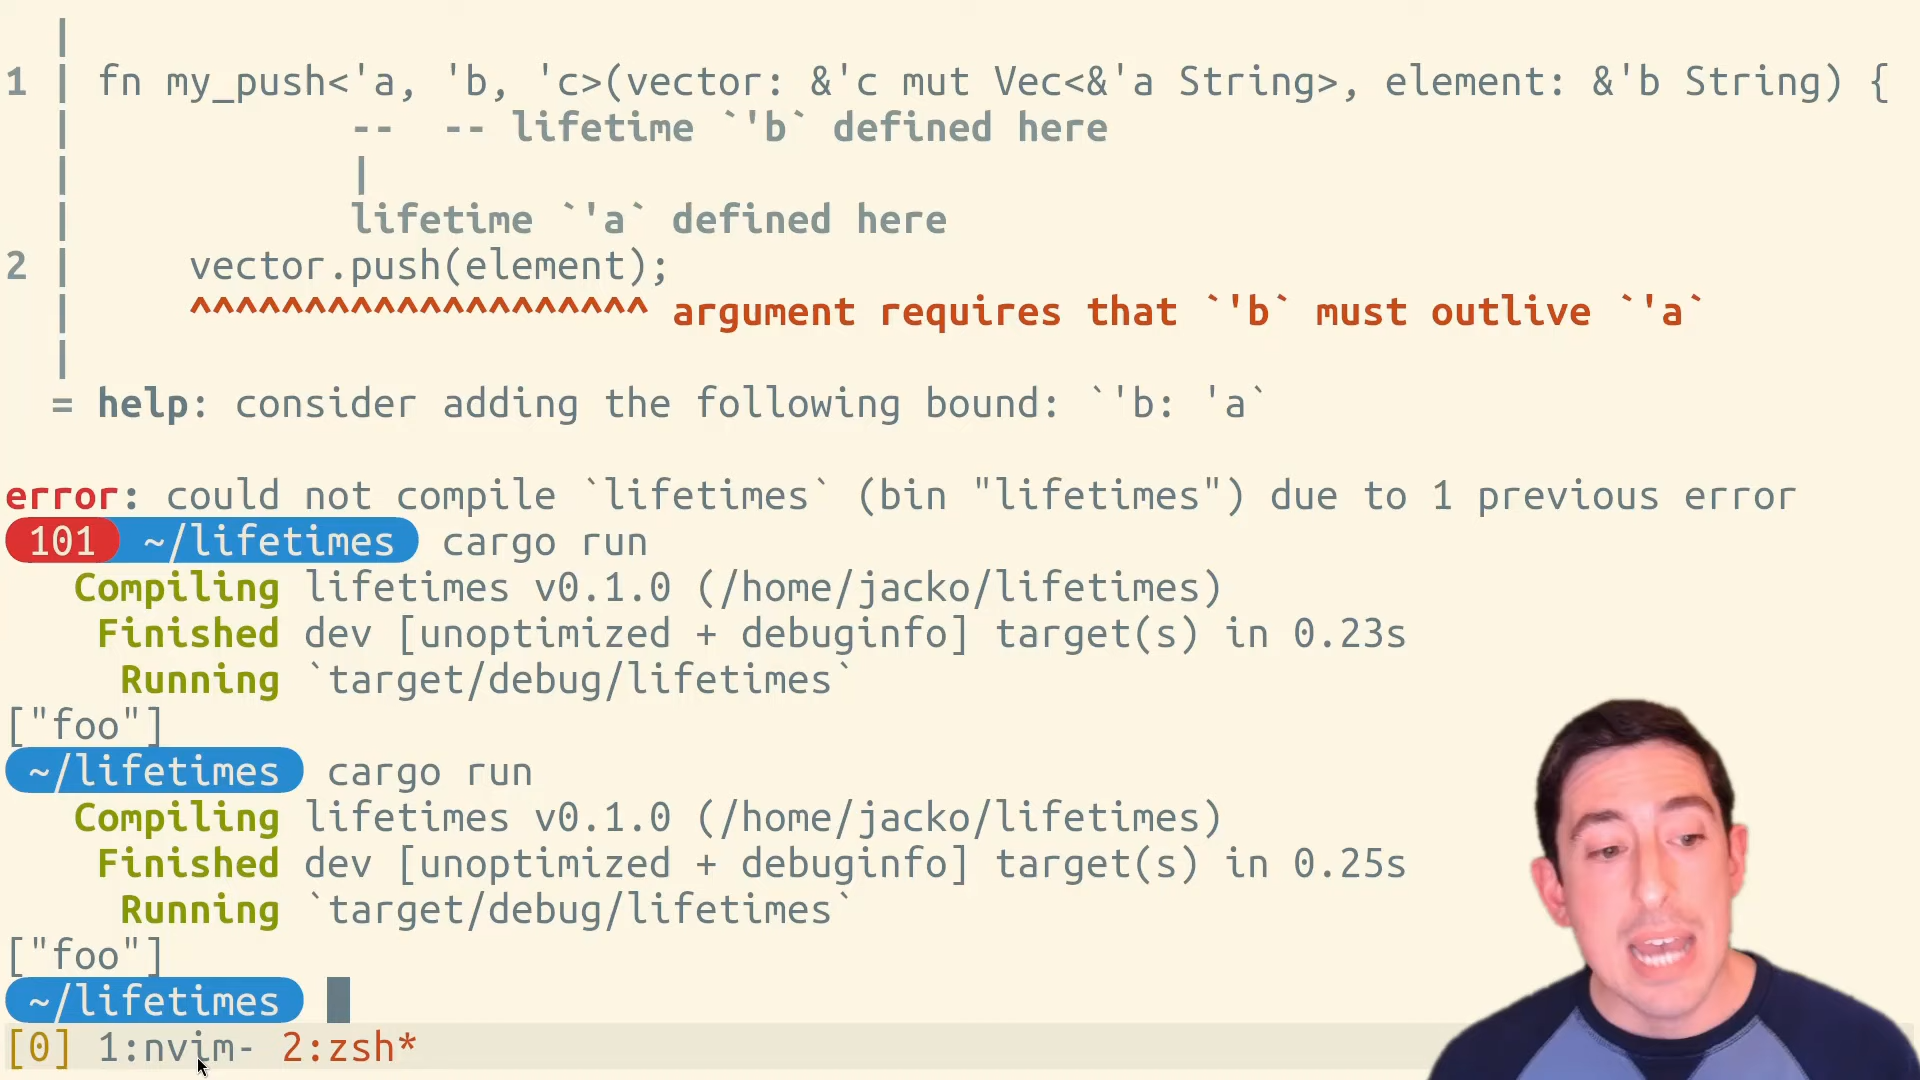 1 | fn my_push<'a, 'b, 'c>(vector: &'c mut Vec<&'a String>, element: &'b String) {
| -- -- lifetime `'b` defined here
| |
| lifetime `'a` defined here
2 | vector.push(element);
| ^^^^^^^^^^^^^^^^^^^^ argument requires that `'b` must outlive `'a`
|
= help: consider adding the following bound: `'b: 'a`
error: could not compile `lifetimes` (bin "lifetimes") due to 1 previous error
101 ~/lifetimes cargo run
Compiling lifetimes v0.1.0 (/home/jacko/lifetimes)
Finished dev [unoptimized + debuginfo] target(s) in 0.23s
Running `target/debug/lifetimes`
["foo"]
~/lifetimes cargo run
Compiling lifetimes v0.1.0 (/home/jacko/lifetimes)
Finished dev [unoptimized + debuginfo] target(s) in 0.25s
Running `target/debug/lifetimes`
["foo"]
~/lifetimes
[0] 1:nvim- 2:zsh*